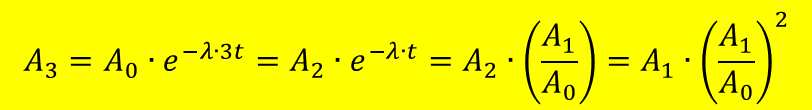 A₃ = A₀ · e^(−λ·3t) = A₂ · e^(−λ·t) = A₂ · (A₁/A₀) = A₁ · (A₁/A₀)²